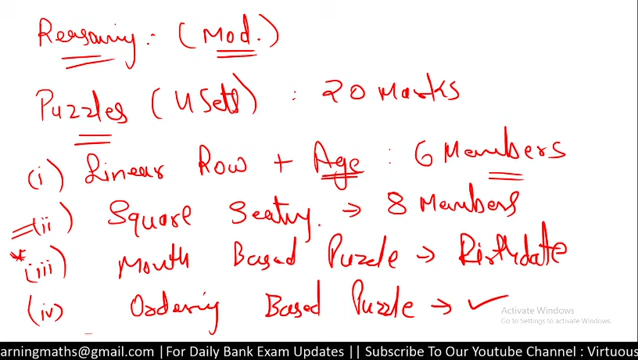 Reasoning : (Mod.)
Puzzles (4 Sets) : 20 Marks
(i) Linear Row + Age : 6 Members
(ii) Square Seating → 8 Members
* (iii) Month Based Puzzle → Birthdate
(iv) Ordering Based Puzzle → ✓
Activate Windows
Go to Settings to activate Windows.
arningmaths@gmail.com |For Daily Bank Exam Updates || Subscribe To Our Youtube Channel : Virtuous